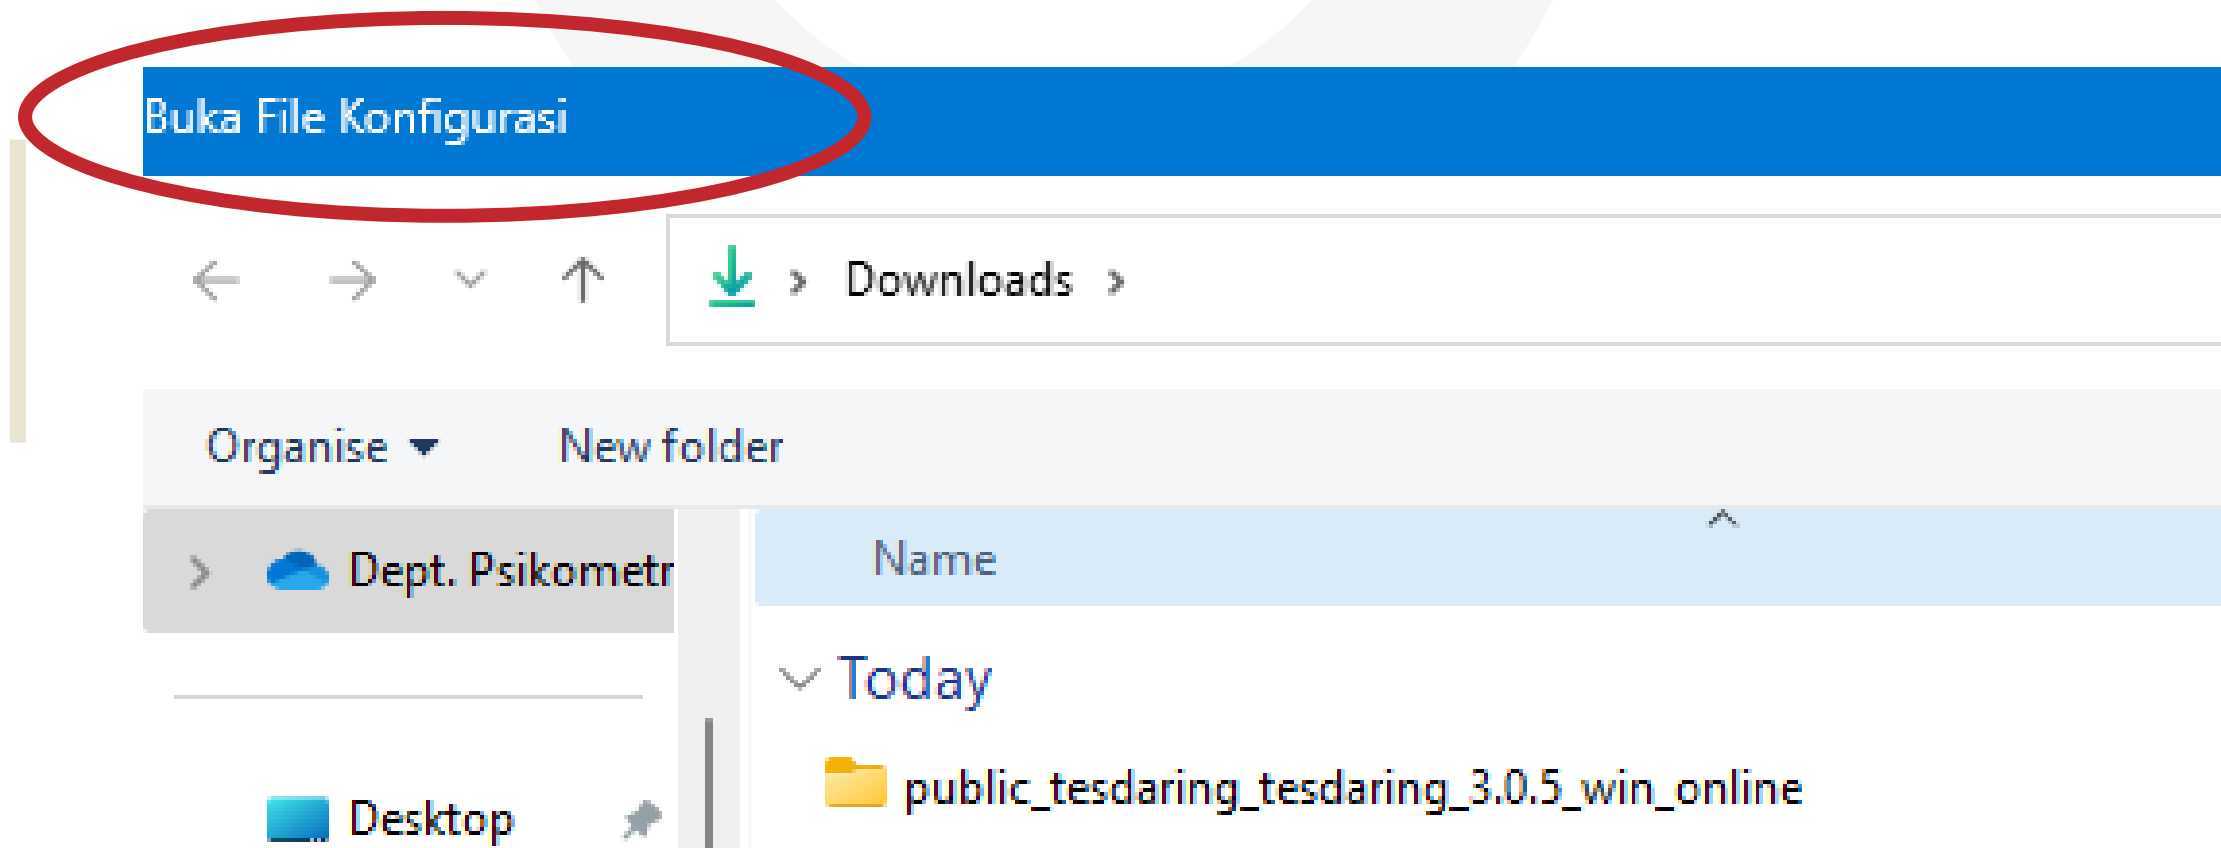 Buka File Konfigurasi
Downloads
Organise
New folder
Dept. Psikometr
Name
Today
public_tesdaring_tesdaring_3.0.5_win_online
Desktop